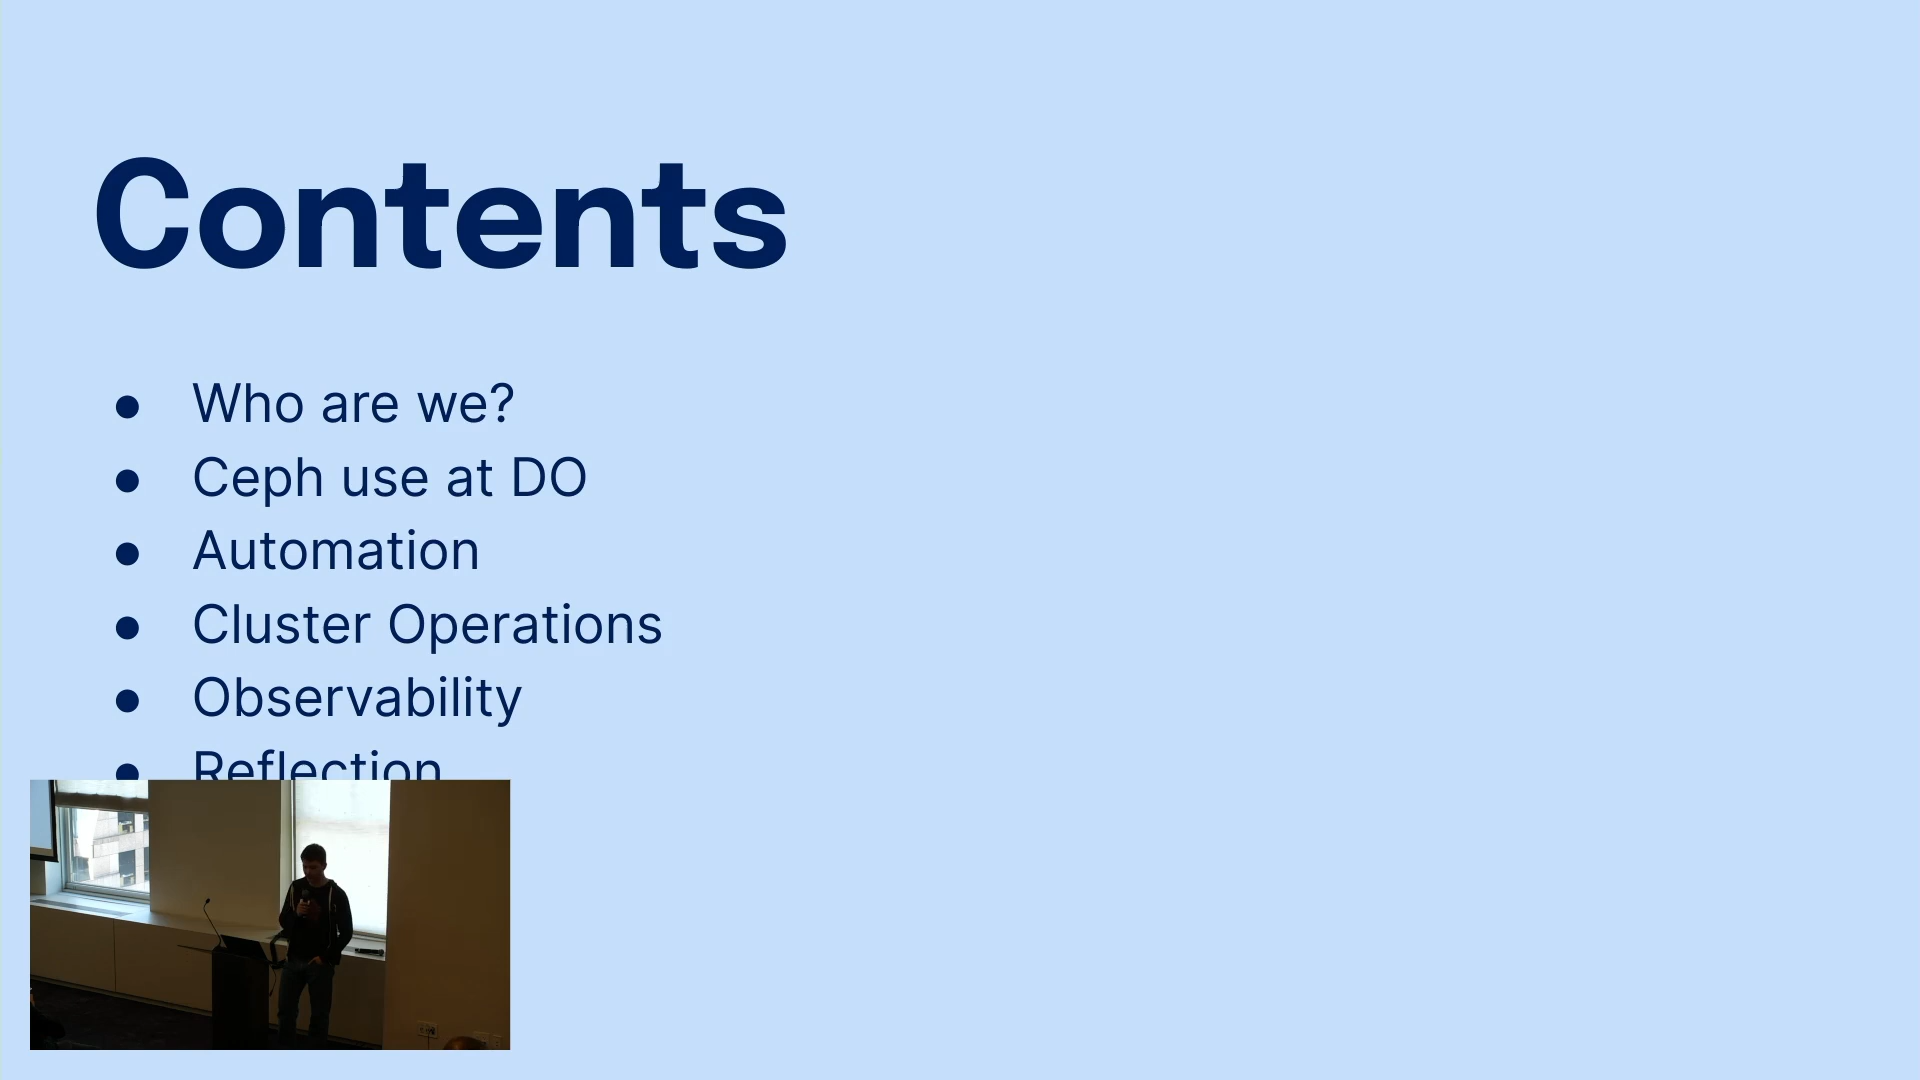 Contents
● Who are we?
● Ceph use at DO
● Automation
● Cluster Operations
● Observability
● Reflection